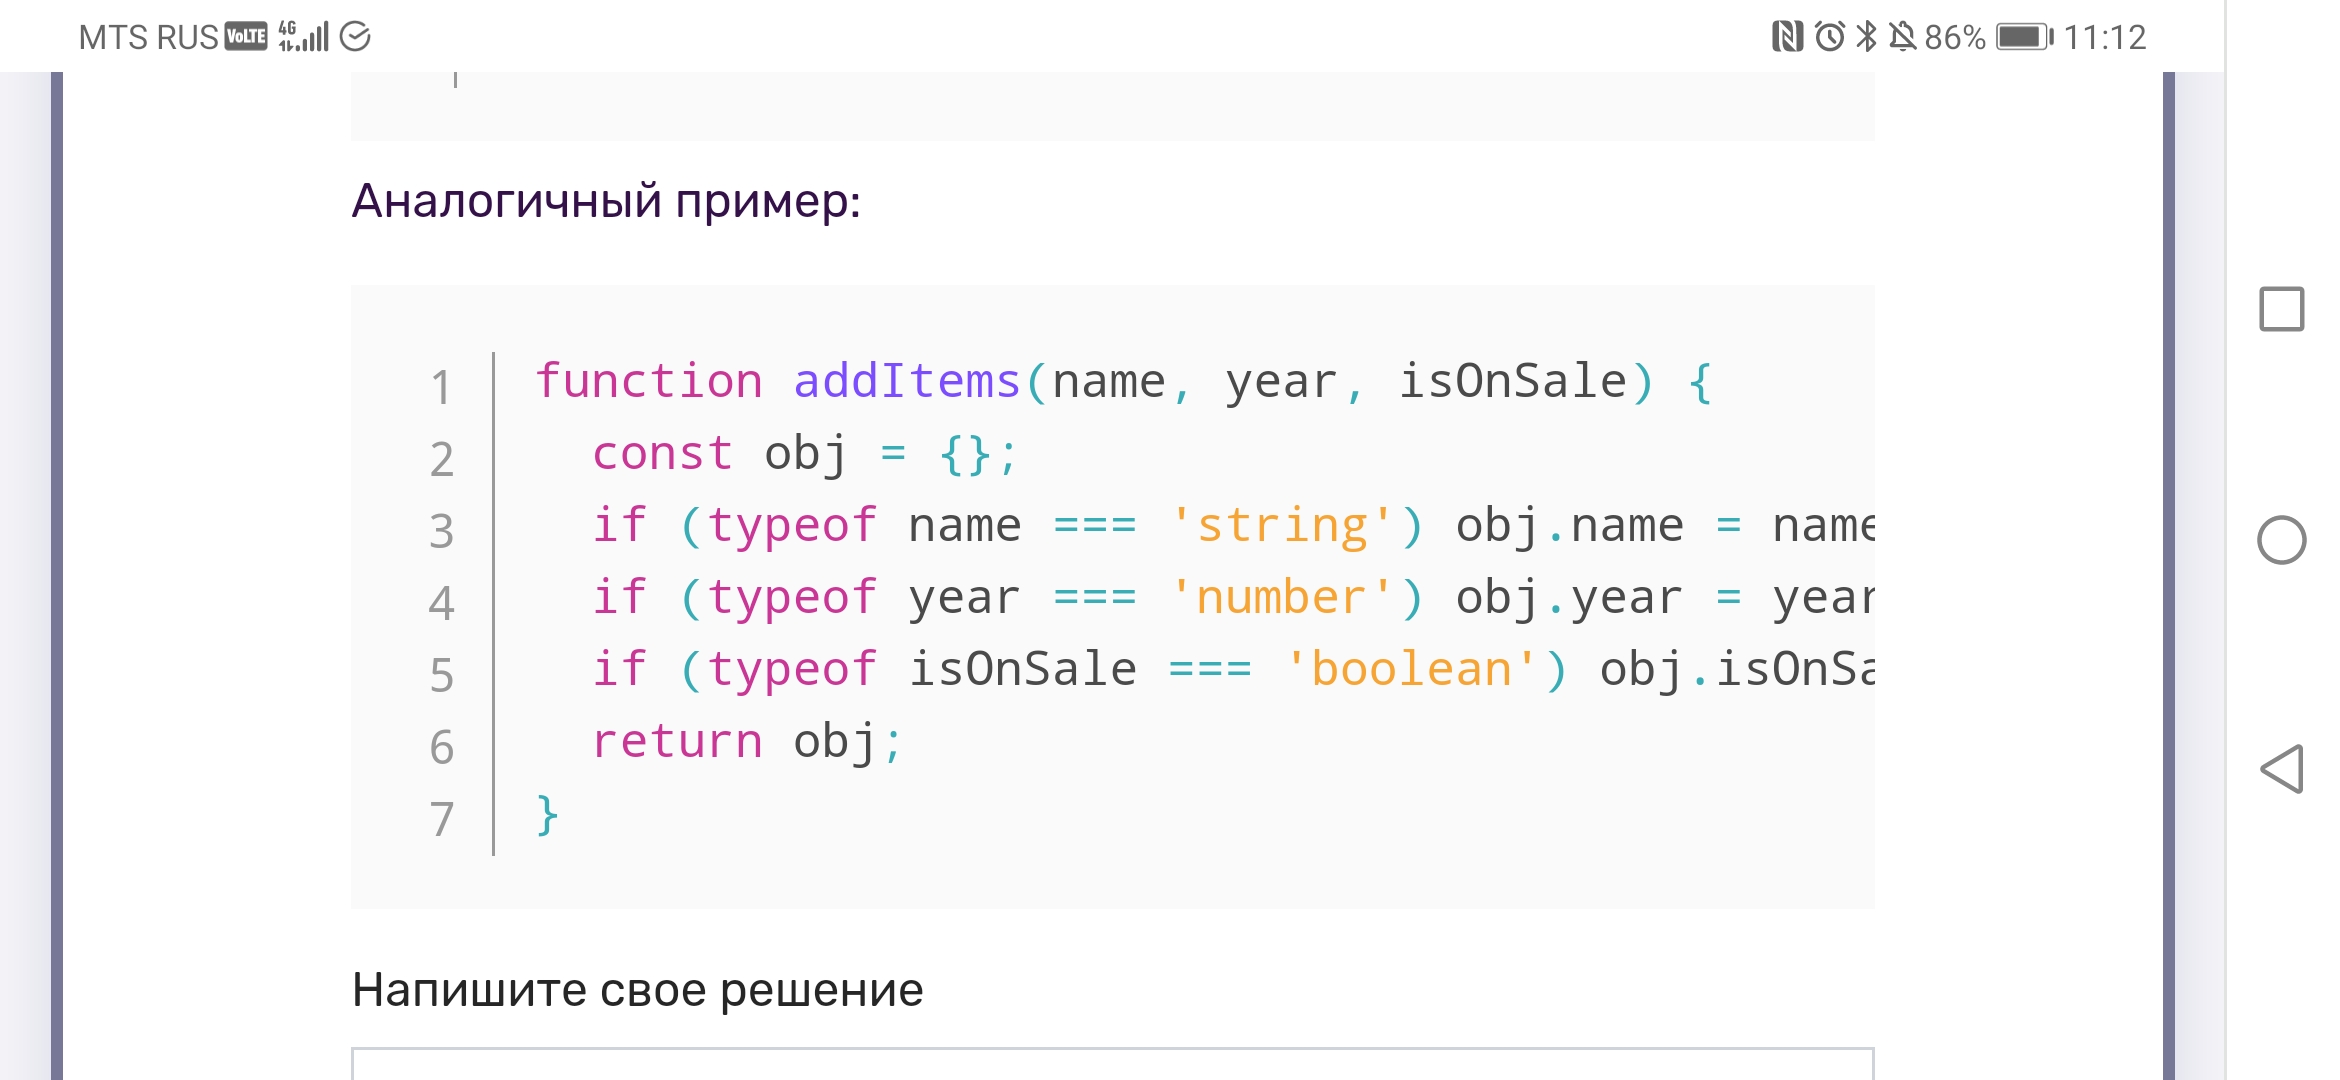 MTS RUS VoLTE 4G 86% 11:12
Аналогичный пример:
1 function addItems(name, year, isOnSale) {
2 const obj = {};
3 if (typeof name === 'string') obj.name = name
4 if (typeof year === 'number') obj.year = year
5 if (typeof isOnSale === 'boolean') obj.isOnSa
6 return obj;
7 }
Напишите свое решение